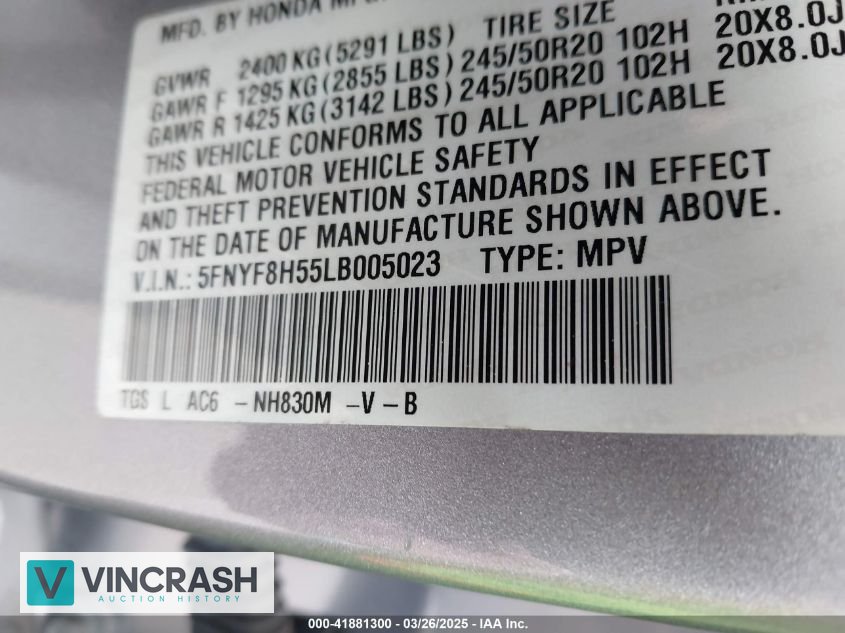 MFD. BY HONDA MFG.
GVWR 2400 KG (5291 LBS) TIRE SIZE
GAWR F 1295 KG (2855 LBS) 245/50R20 102H 20X8.0J
GAWR R 1425 KG (3142 LBS) 245/50R20 102H 20X8.0J
THIS VEHICLE CONFORMS TO ALL APPLICABLE
FEDERAL MOTOR VEHICLE SAFETY
AND THEFT PREVENTION STANDARDS IN EFFECT
ON THE DATE OF MANUFACTURE SHOWN ABOVE.
V.I.N.: 5FNYF8H55LB005023 TYPE: MPV
TGS L AC6 -NH830M -V -B
VINCRASH
AUCTION HISTORY
000-41881300 - 03/26/2025 - IAA Inc.